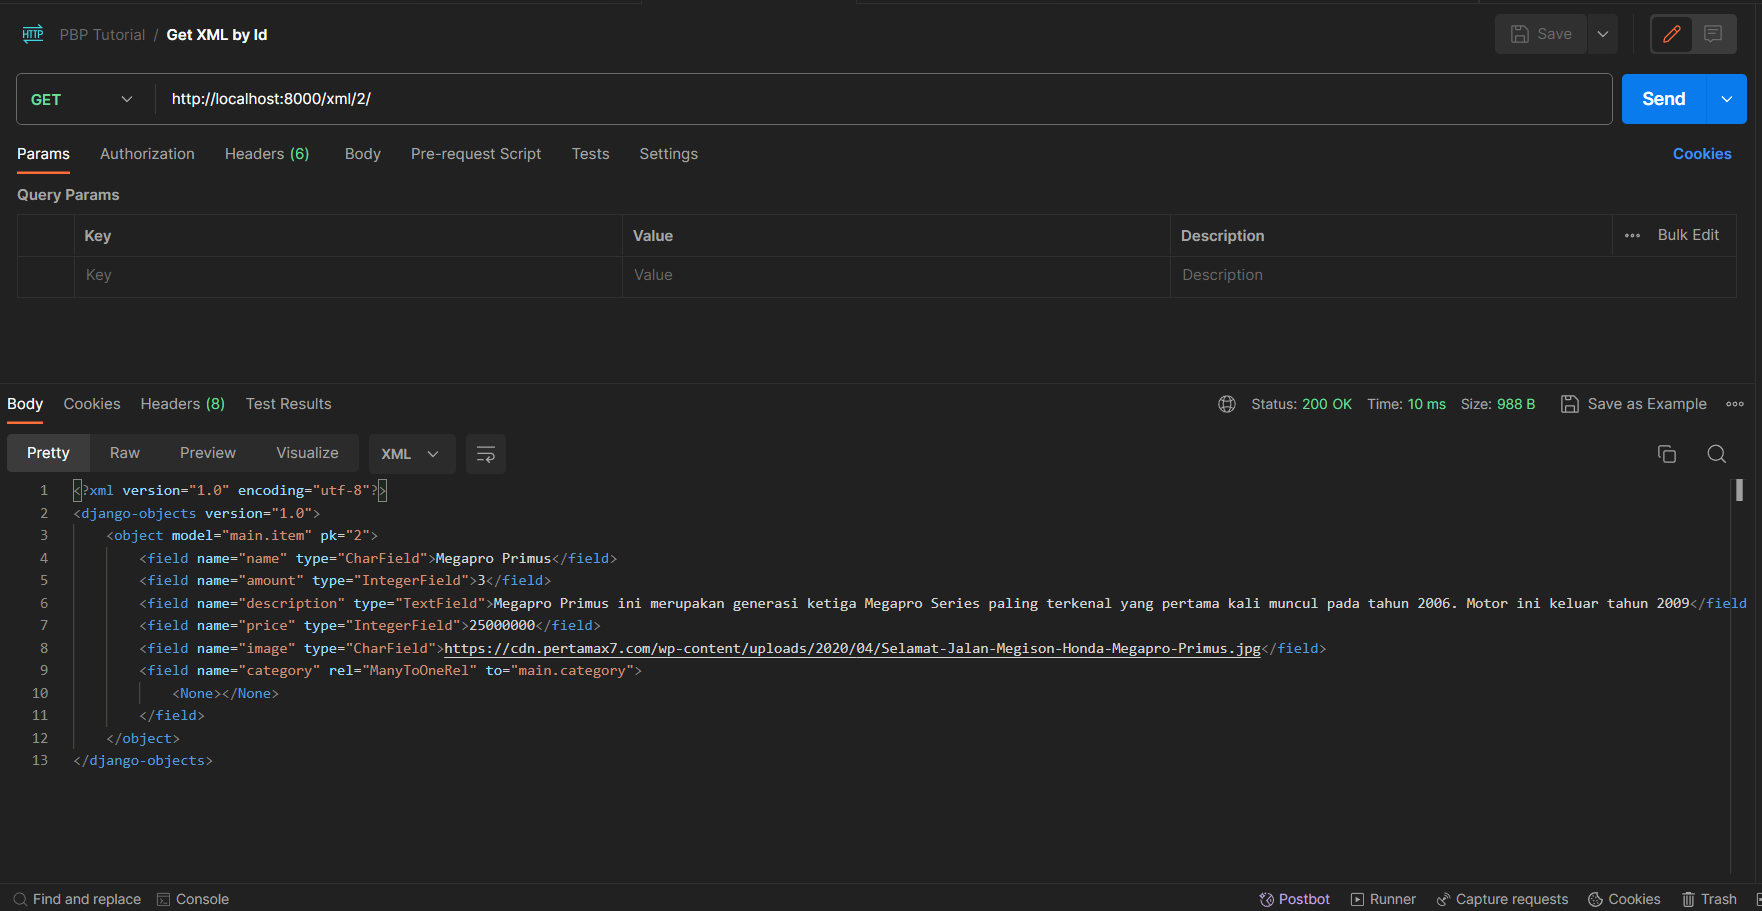 HTTP PBP Tutorial / Get XML by Id Save
GET http://localhost:8000/xml/2/ Send
Params Authorization Headers (6) Body Pre-request Script Tests Settings Cookies
Query Params
Key Value Description ••• Bulk Edit
Key Value Description
Body Cookies Headers (8) Test Results Status: 200 OK Time: 10 ms Size: 988 B Save as Example
Pretty Raw Preview Visualize XML
1 <?xml version="1.0" encoding="utf-8"?>
2 <django-objects version="1.0">
3 <object model="main.item" pk="2">
4 <field name="name" type="CharField">Megapro Primus</field>
5 <field name="amount" type="IntegerField">3</field>
6 <field name="description" type="TextField">Megapro Primus ini merupakan generasi ketiga Megapro Series paling terkenal yang pertama kali muncul pada tahun 2006. Motor ini keluar tahun 2009</field
7 <field name="price" type="IntegerField">25000000</field>
8 <field name="image" type="CharField">https://cdn.pertamax7.com/wp-content/uploads/2020/04/Selamat-Jalan-Megison-Honda-Megapro-Primus.jpg</field>
9 <field name="category" rel="ManyToOneRel" to="main.category">
10 <None></None>
11 </field>
12 </object>
13 </django-objects>
Find and replace Console Postbot Runner Capture requests Cookies Trash